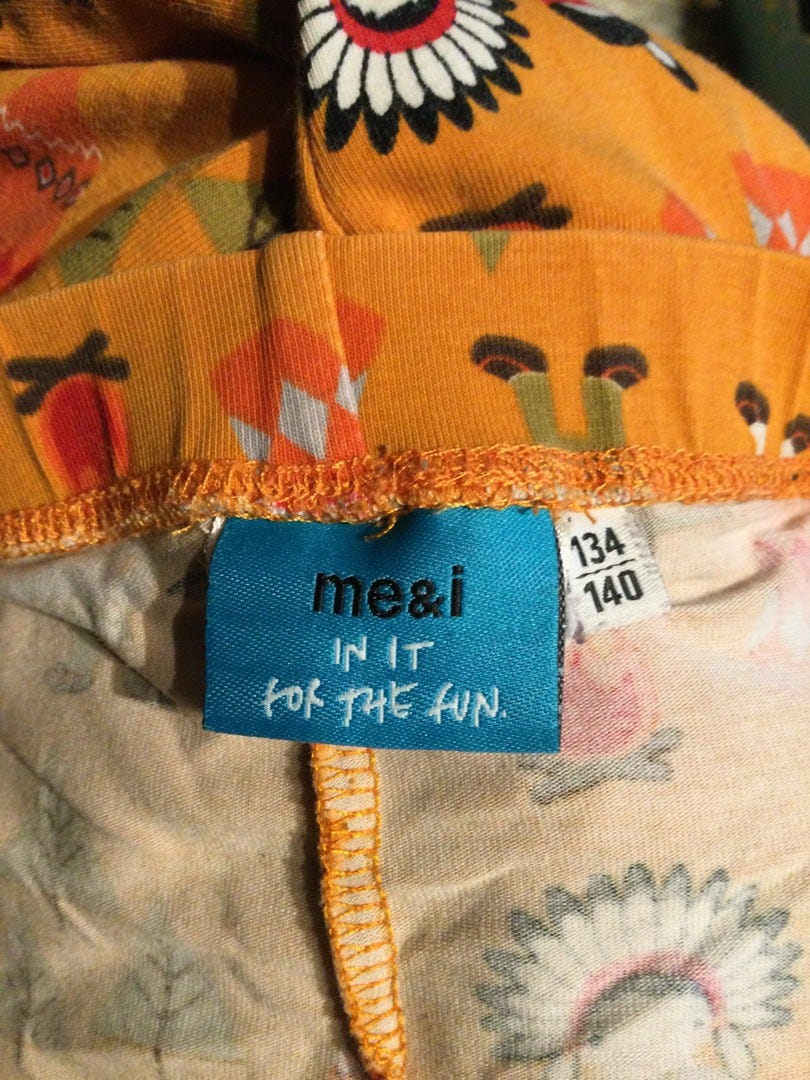 me&i
IN IT
FOR THE FUN.
134
140